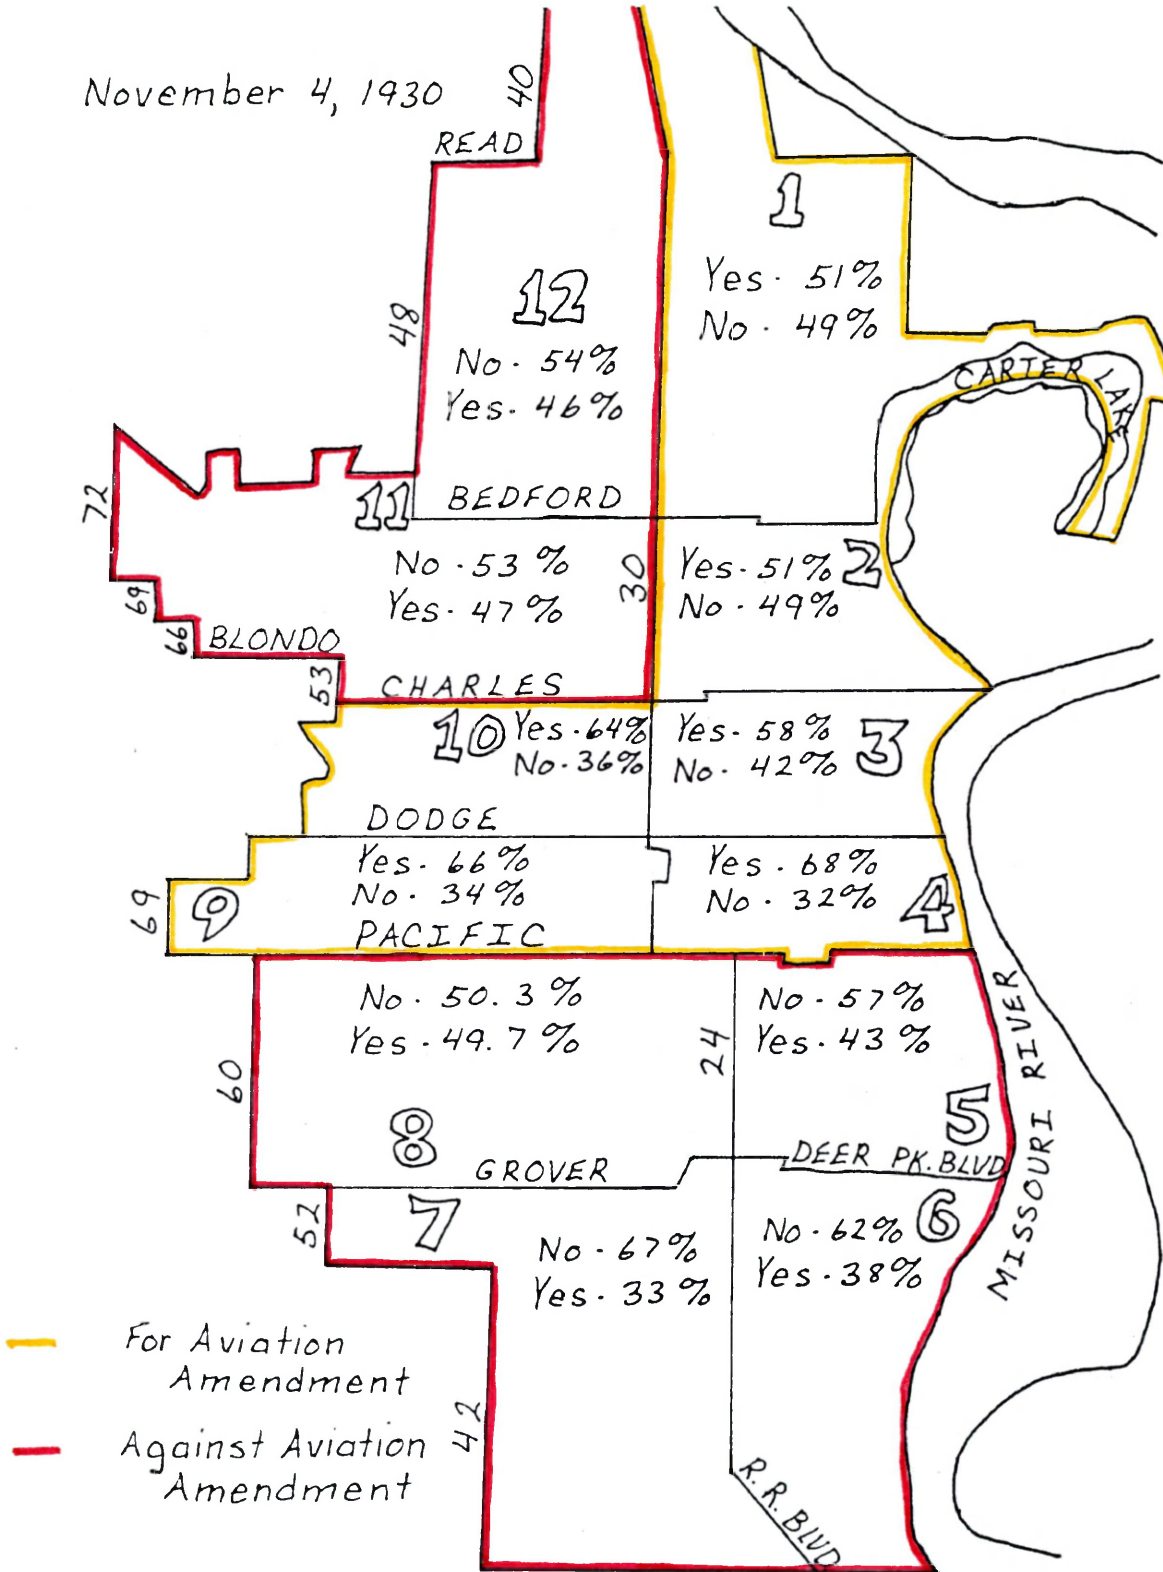 November 4, 1930
40
READ
1
Yes. 51%
No. 49%
12
No. 54%
Yes. 46%
48
CARTER LAKE
72
11
BEDFORD
No. 53%
Yes. 47%
30
Yes. 51%
No. 49%
2
69
66
BLONDO
53
CHARLES
10
Yes. 64%
No. 36%
Yes. 58%
No. 42%
3
DODGE
Yes. 66%
No. 34%
Yes. 68%
No. 32%
4
69
9
PACIFIC
No. 50.3%
Yes. 49.7%
24
No. 57%
Yes. 43%
60
8
5
MISSOURI RIVER
GROVER
DEER PK. BLVD
52
7
No. 67%
Yes. 33%
No. 62%
Yes. 38%
6
For Aviation
Amendment
42
Against Aviation
Amendment
R. R. BLVD